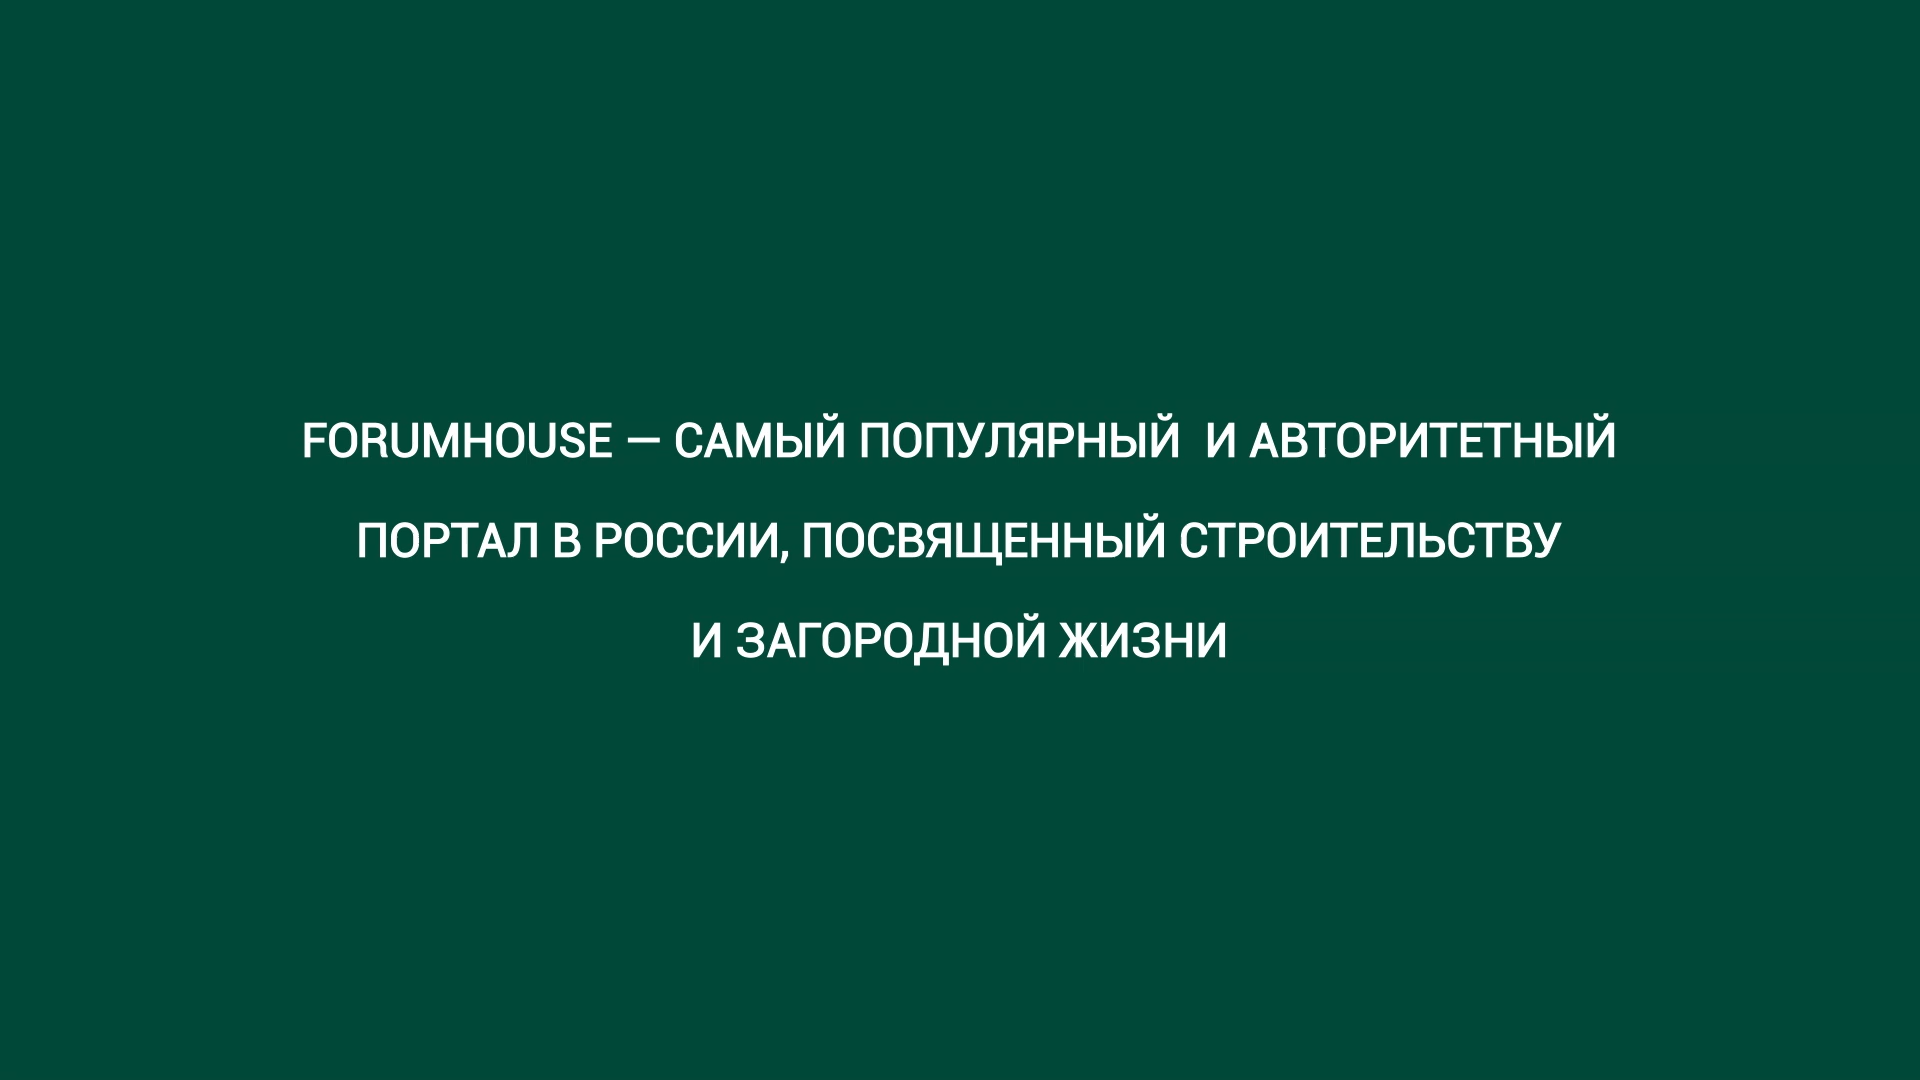 FORUMHOUSE — САМЫЙ ПОПУЛЯРНЫЙ  И АВТОРИТЕТНЫЙ
ПОРТАЛ В РОССИИ, ПОСВЯЩЕННЫЙ СТРОИТЕЛЬСТВУ
И ЗАГОРОДНОЙ ЖИЗНИ